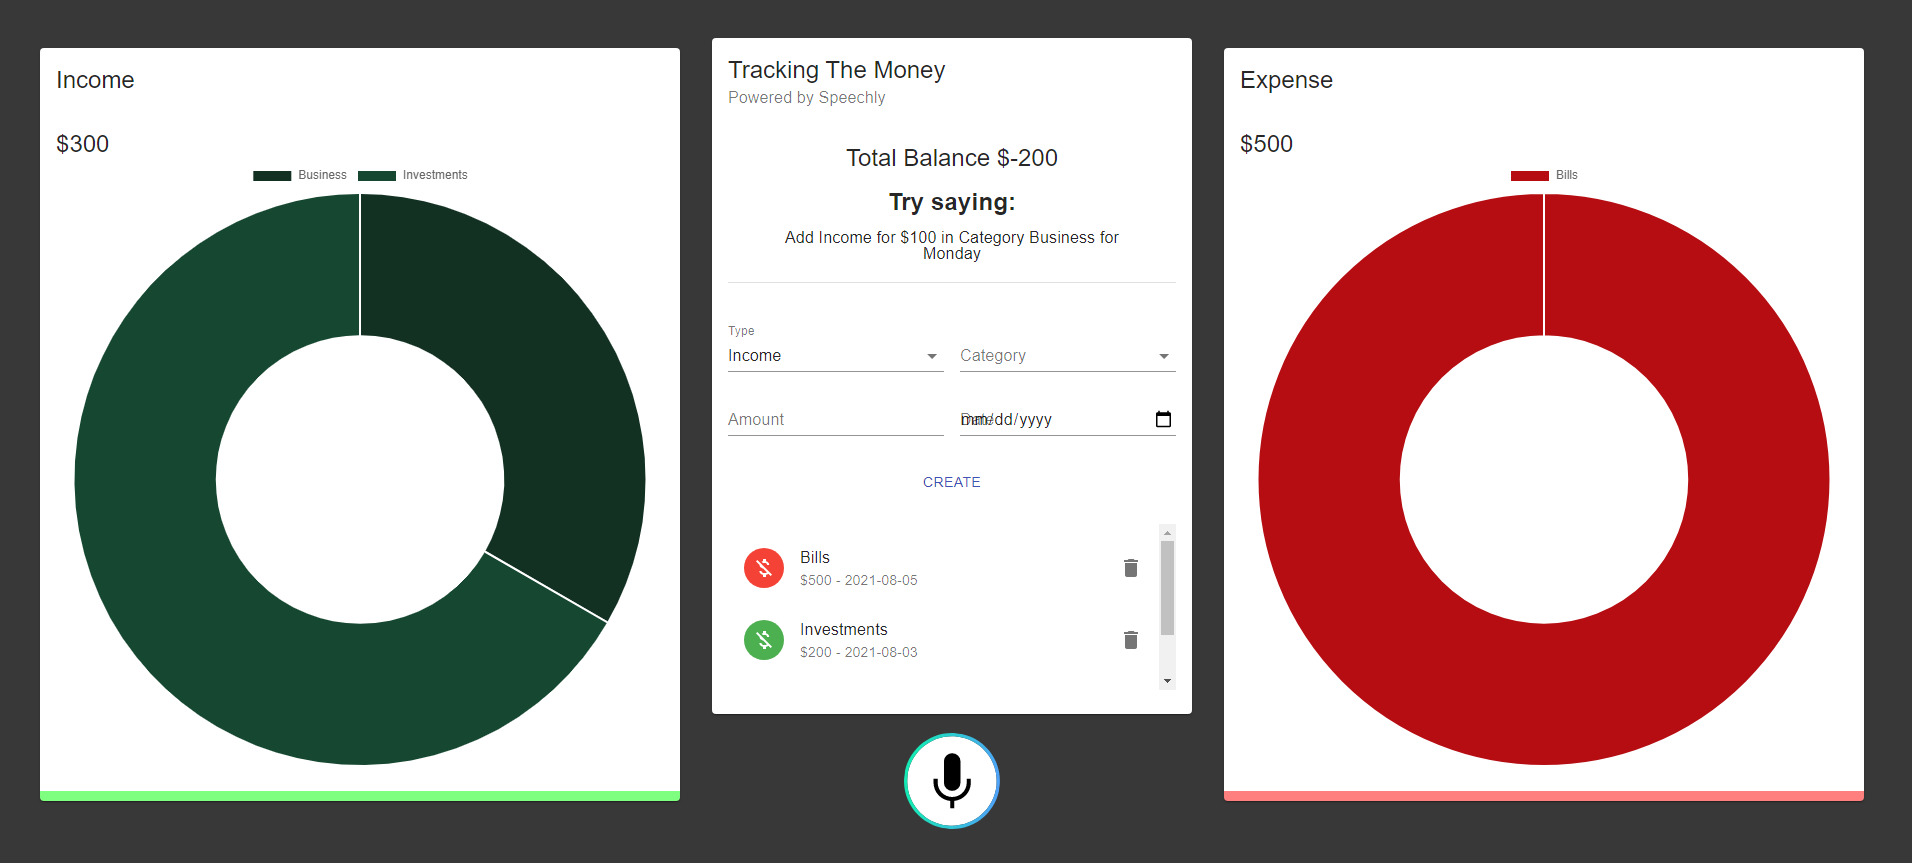 Income
$300
Business Investments
Tracking The Money
Powered by Speechly
Total Balance $-200
Try saying:
Add Income for $100 in Category Business for
Monday
Type
Income
Category
Amount
mm/dd/yyyy
CREATE
Bills
$500 - 2021-08-05
Investments
$200 - 2021-08-03
Expense
$500
Bills